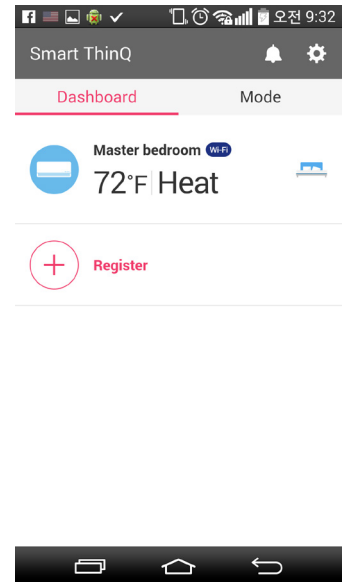 오전 9:32
Smart ThinQ
Dashboard Mode
Master bedroom Wi-Fi
72°F Heat
Register